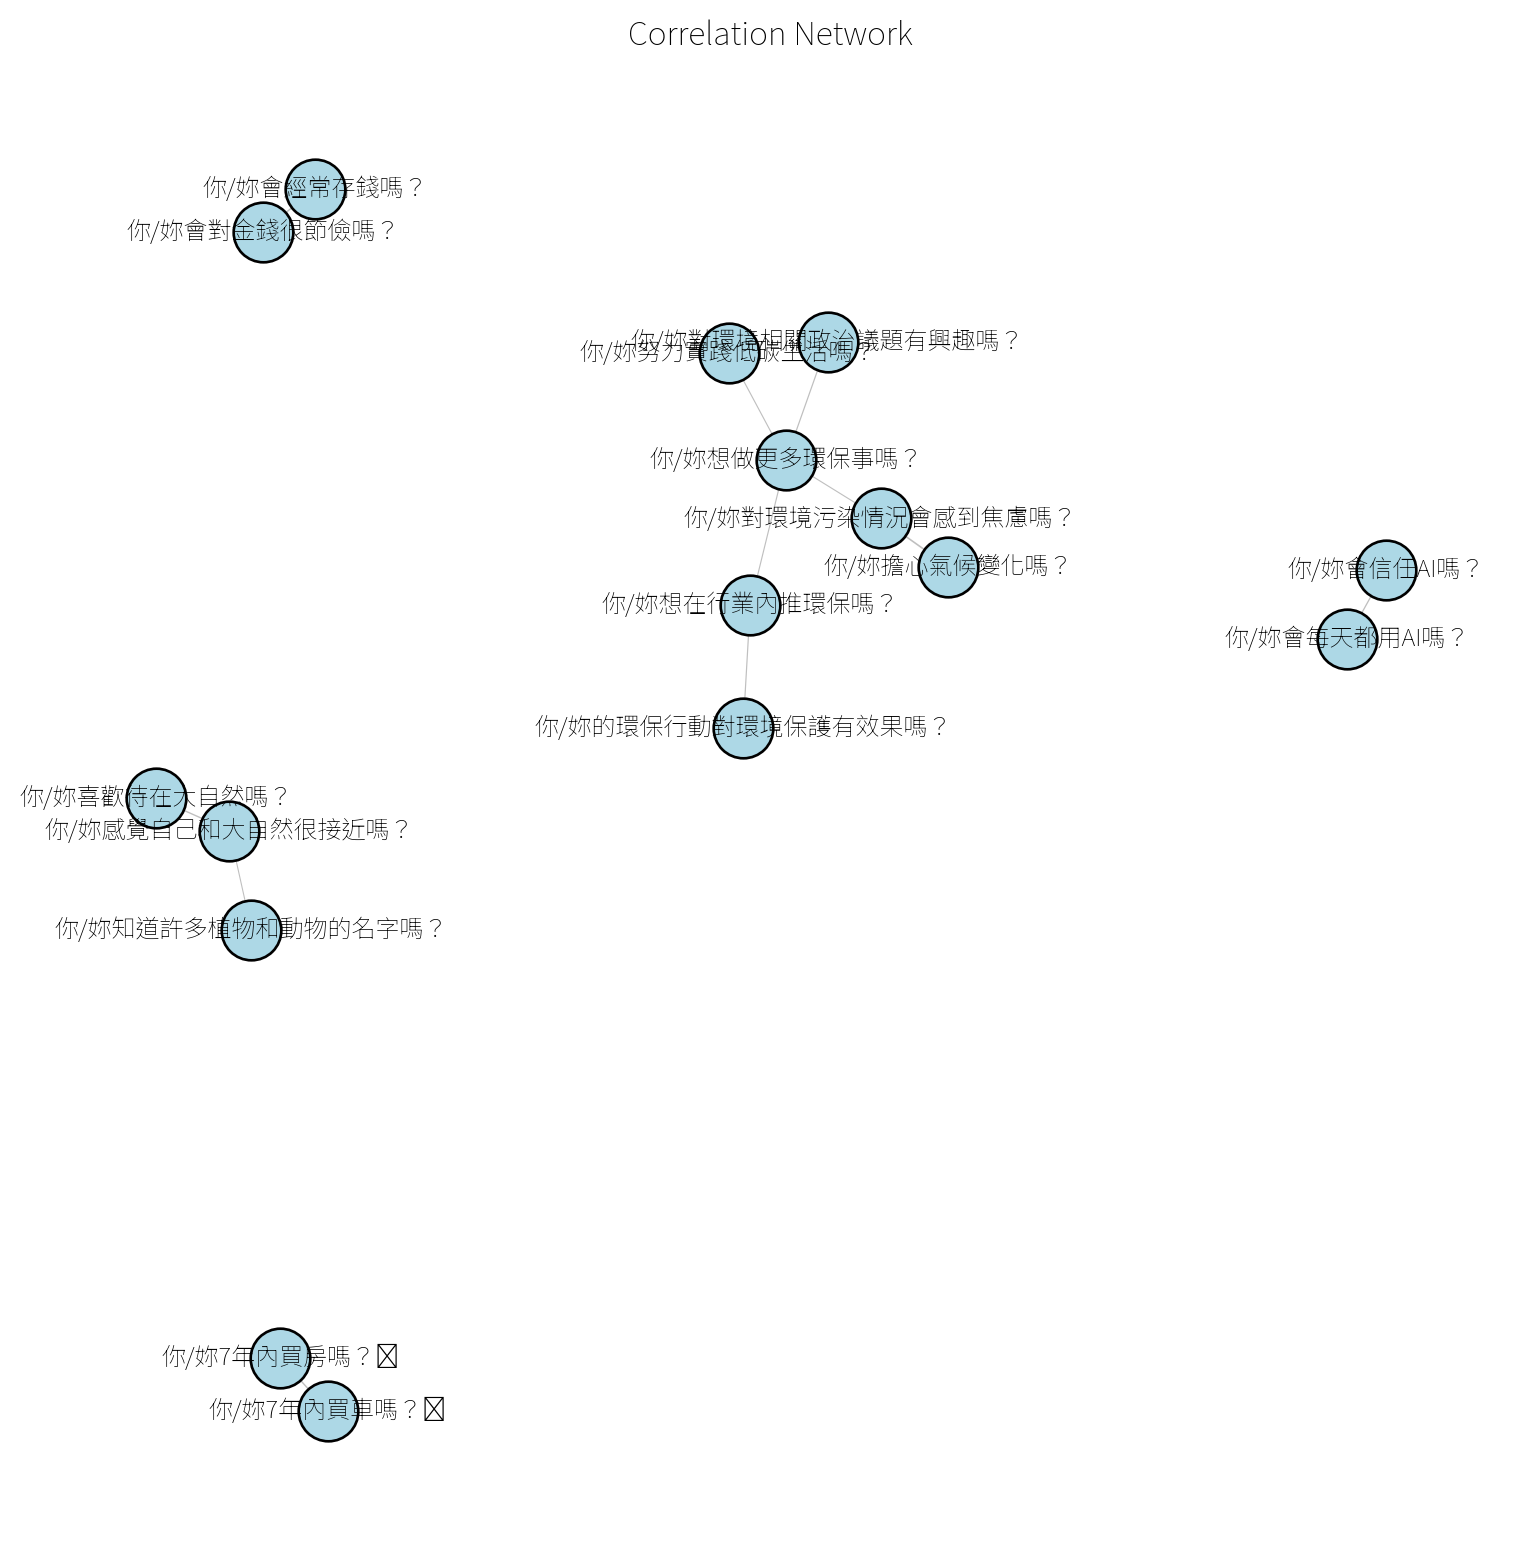 Correlation Network
你/妳會經常存錢嗎？
你/妳會對金錢很節儉嗎？
你/妳對環境相關政治議題有興趣嗎？
你/妳努力實踐低碳生活嗎？
你/妳想做更多環保事嗎？
你/妳對環境污染情況會感到焦慮嗎？
你/妳擔心氣候變化嗎？
你/妳會信任AI嗎？
你/妳想在行業內推環保嗎？
你/妳會每天都用AI嗎？
你/妳的環保行動對環境保護有效果嗎？
你/妳喜歡待在大自然嗎？
你/妳感覺自己和大自然很接近嗎？
你/妳知道許多植物和動物的名字嗎？
你/妳7年內買房嗎？
你/妳7年內買車嗎？